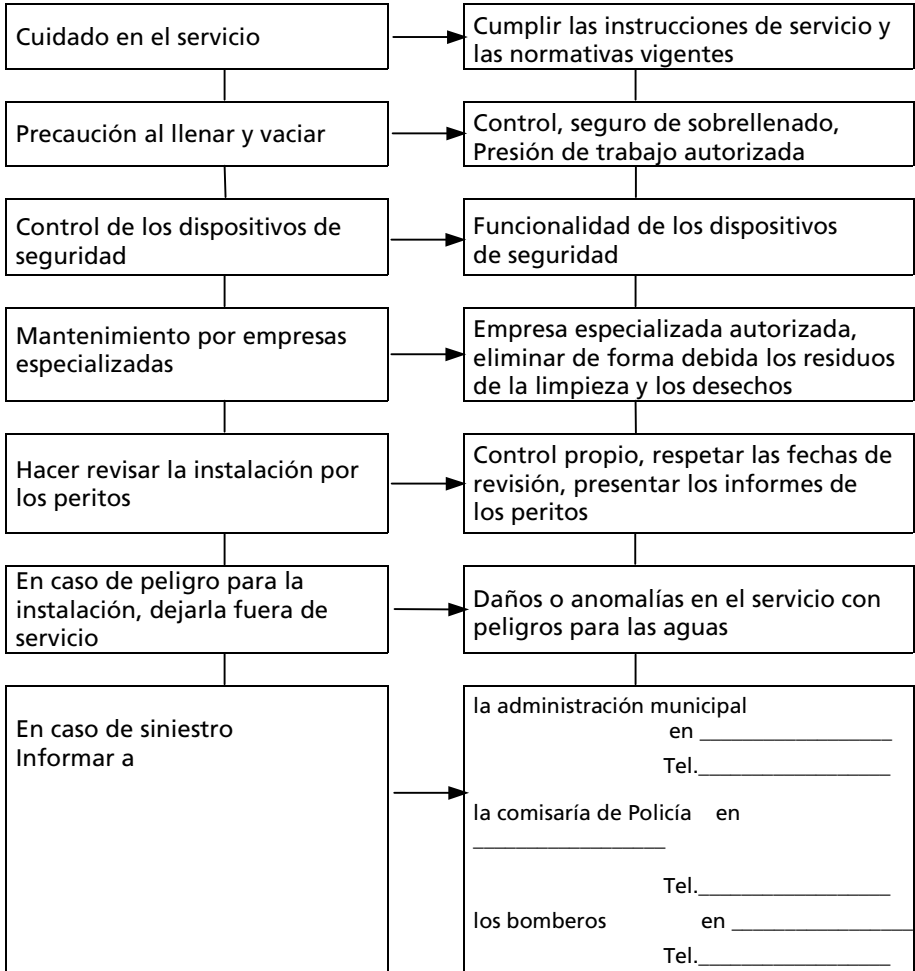 Cuidado en el servicio
Cumplir las instrucciones de servicio y
las normativas vigentes
Precaución al llenar y vaciar
Control, seguro de sobrellenado,
Presión de trabajo autorizada
Control de los dispositivos de
seguridad
Funcionalidad de los dispositivos
de seguridad
Mantenimiento por empresas
especializadas
Empresa especializada autorizada,
eliminar de forma debida los residuos
de la limpieza y los desechos
Hacer revisar la instalación por
los peritos
Control propio, respetar las fechas de
revisión, presentar los informes de
los peritos
En caso de peligro para la
instalación, dejarla fuera de
servicio
Daños o anomalías en el servicio con
peligros para las aguas
En caso de siniestro
Informar a
la administración municipal
en _________________
Tel._________________
la comisaría de Policía en
_________________
Tel._________________
los bomberos en _________________
Tel._________________